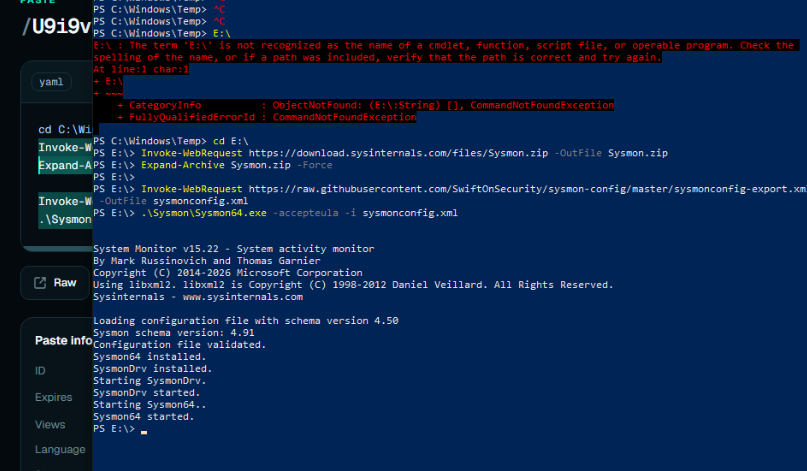 PASTE
/U9i9v
yaml
cd C:\Wi
Invoke-W
Expand-A
Invoke-W
.\Sysmon
Raw
Paste info
ID
Expires
Views
Language
PS C:\Windows\Temp> ^C
PS C:\Windows\Temp> ^C
PS C:\Windows\Temp> E:\
E:\ : The term 'E:\' is not recognized as the name of a cmdlet, function, script file, or operable program. Check the
spelling of the name, or if a path was included, verify that the path is correct and try again.
At line:1 char:1
+ E:\
+ ~~~
    + CategoryInfo          : ObjectNotFound: (E:\:String) [], CommandNotFoundException
    + FullyQualifiedErrorId : CommandNotFoundException
PS C:\Windows\Temp> cd E:\
PS E:\> Invoke-WebRequest https://download.sysinternals.com/files/Sysmon.zip -OutFile Sysmon.zip
PS E:\> Expand-Archive Sysmon.zip -Force
PS E:\>
PS E:\> Invoke-WebRequest https://raw.githubusercontent.com/SwiftOnSecurity/sysmon-config/master/sysmonconfig-export.xm
 -OutFile sysmonconfig.xml
PS E:\> .\Sysmon\Sysmon64.exe -accepteula -i sysmonconfig.xml
System Monitor v15.22 - System activity monitor
By Mark Russinovich and Thomas Garnier
Copyright (C) 2014-2026 Microsoft Corporation
Using libxml2. libxml2 is Copyright (C) 1998-2012 Daniel Veillard. All Rights Reserved.
Sysinternals - www.sysinternals.com
Loading configuration file with schema version 4.50
Sysmon schema version: 4.91
Configuration file validated.
Sysmon64 installed.
SysmonDrv installed.
Starting SysmonDrv.
SysmonDrv started.
Starting Sysmon64..
Sysmon64 started.
PS E:\>